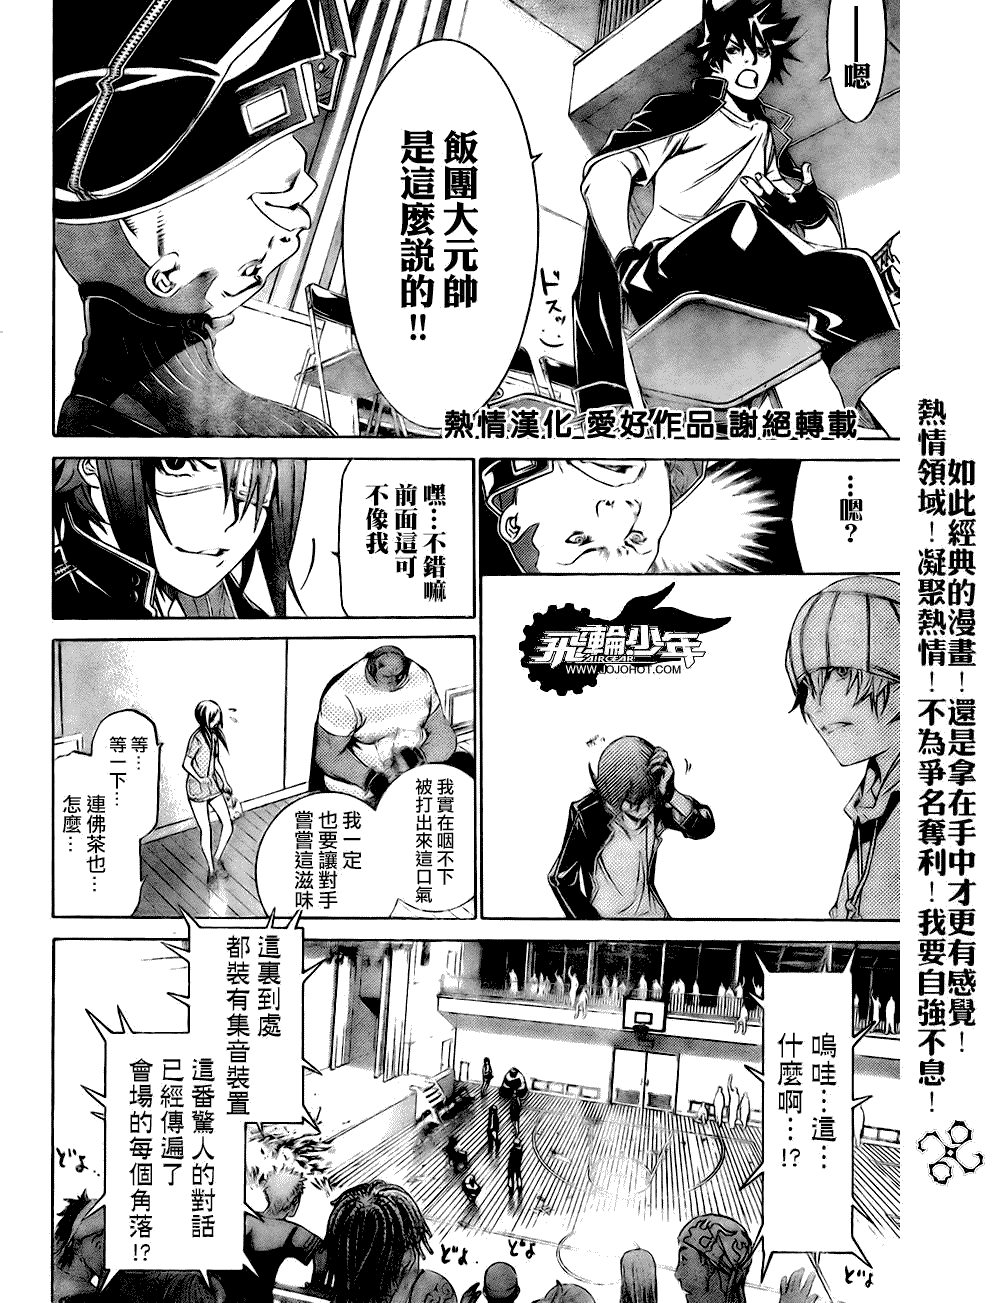 ——嗯
飯團大元帥
是這麼說的!!
ドスッ…
熱情漢化 愛好作品 謝絕轉載
…嗯?
嘿…不錯嘛
前面這可
不像我
飛輪少年
AIR GEAR
WWW.JOJOHOT.COM
我實在咽不下
被打出來這口氣
我一定
也要讓對手
嘗嘗這滋味
等…
等一下…
連佛茶也…
怎麼…
嗚哇…這…
什麼啊…!?
這裏到處
都裝有集音裝置
這番驚人的對話
已經傳遍了
會場的每個角落!?
どよ…
どよ
どよ
どよ
如此經典的漫畫！還是拿在手中才更有感覺！
熱情領域！凝聚熱情！不為爭名奪利！我要自強不息！